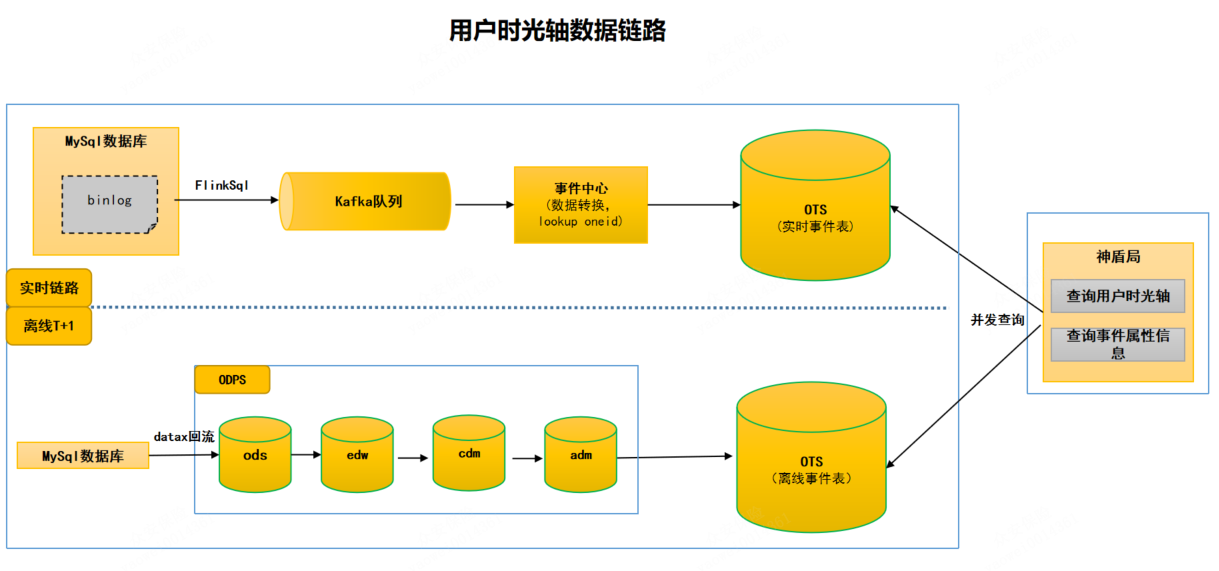 用户时光轴数据链路
MySql数据库
binlog
FlinkSql
Kafka队列
事件中心
(数据转换,
lookup oneid)
OTS
(实时事件表)
实时链路
离线T+1
神盾局
查询用户时光轴
查询事件属性信
息
并发查询
ODPS
MySql数据库
datax回流
ods
edw
cdm
adm
OTS
(离线事件表)